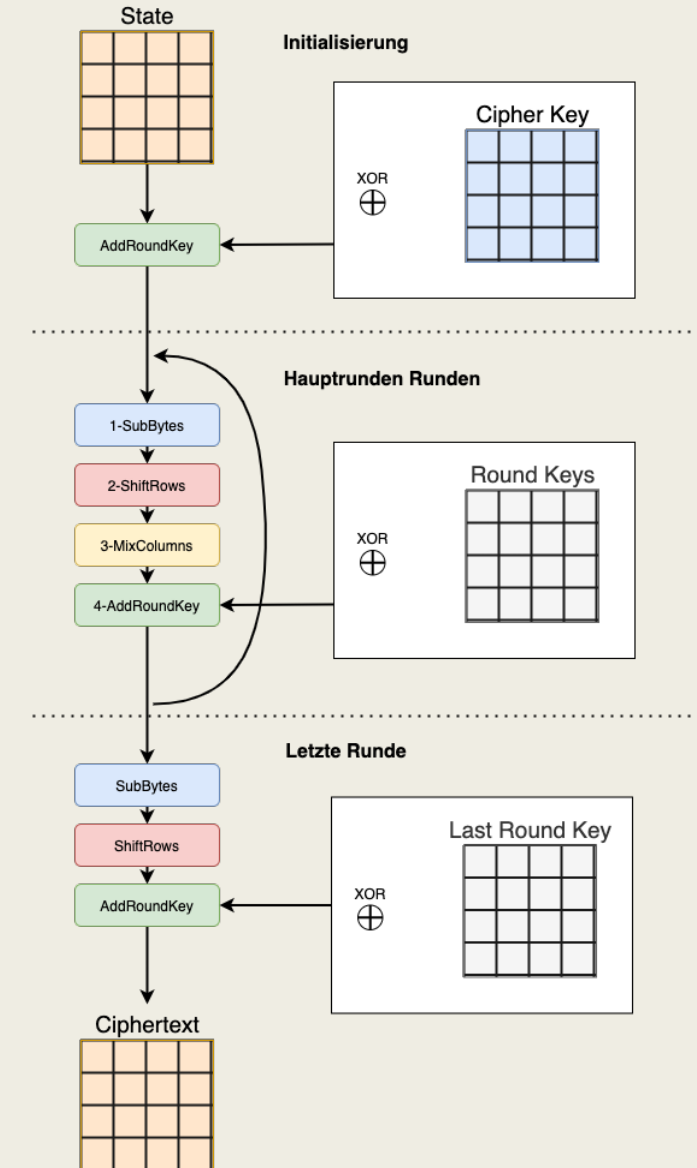 State
Initialisierung
Cipher Key
XOR
AddRoundKey
Hauptrunden Runden
1-SubBytes
Round Keys
2-ShiftRows
XOR
3-MixColumns
4-AddRoundKey
Letzte Runde
SubBytes
Last Round Key
ShiftRows
XOR
AddRoundKey
Ciphertext